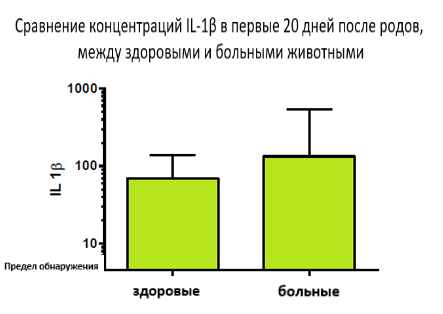 Сравнение концентраций IL-1β в первые 20 дней после родов,
между здоровыми и больными животными
1000
100
10
IL 1β
Предел обнаружения
здоровые
больные